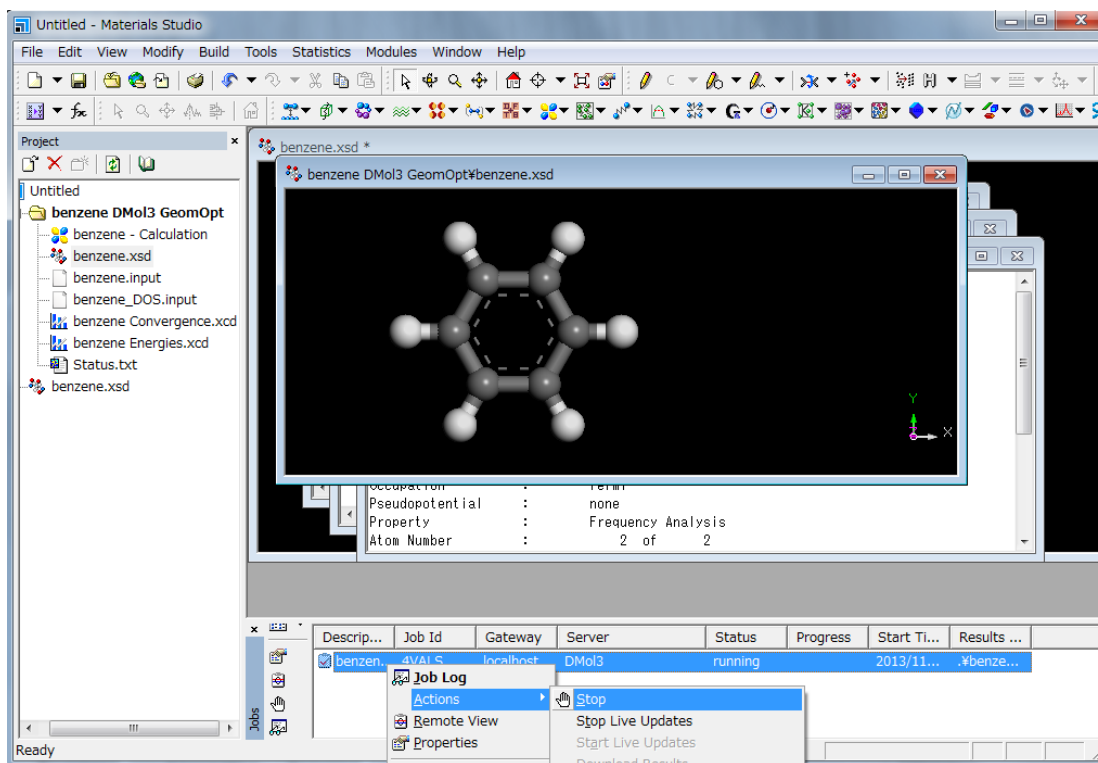 Untitled - Materials Studio
File Edit View Modify Build Tools Statistics Modules Window Help
Project
Untitled
benzene DMol3 GeomOpt
benzene - Calculation
benzene.xsd
benzene.input
benzene_DOS.input
benzene Convergence.xcd
benzene Energies.xcd
Status.txt
benzene.xsd
benzene.xsd *
benzene DMol3 GeomOpt¥benzene.xsd
Y
X
Occupation : Fermi
Pseudopotential : none
Property : Frequency Analysis
Atom Number : 2 of 2
Jobs
Descrip... Job Id Gateway Server Status Progress Start Ti... Results ...
benzen... 4VALS localhost DMol3 running 2013/11... .¥benze...
Job Log
Actions
Remote View
Properties
Stop
Stop Live Updates
Start Live Updates
Download Results
Ready